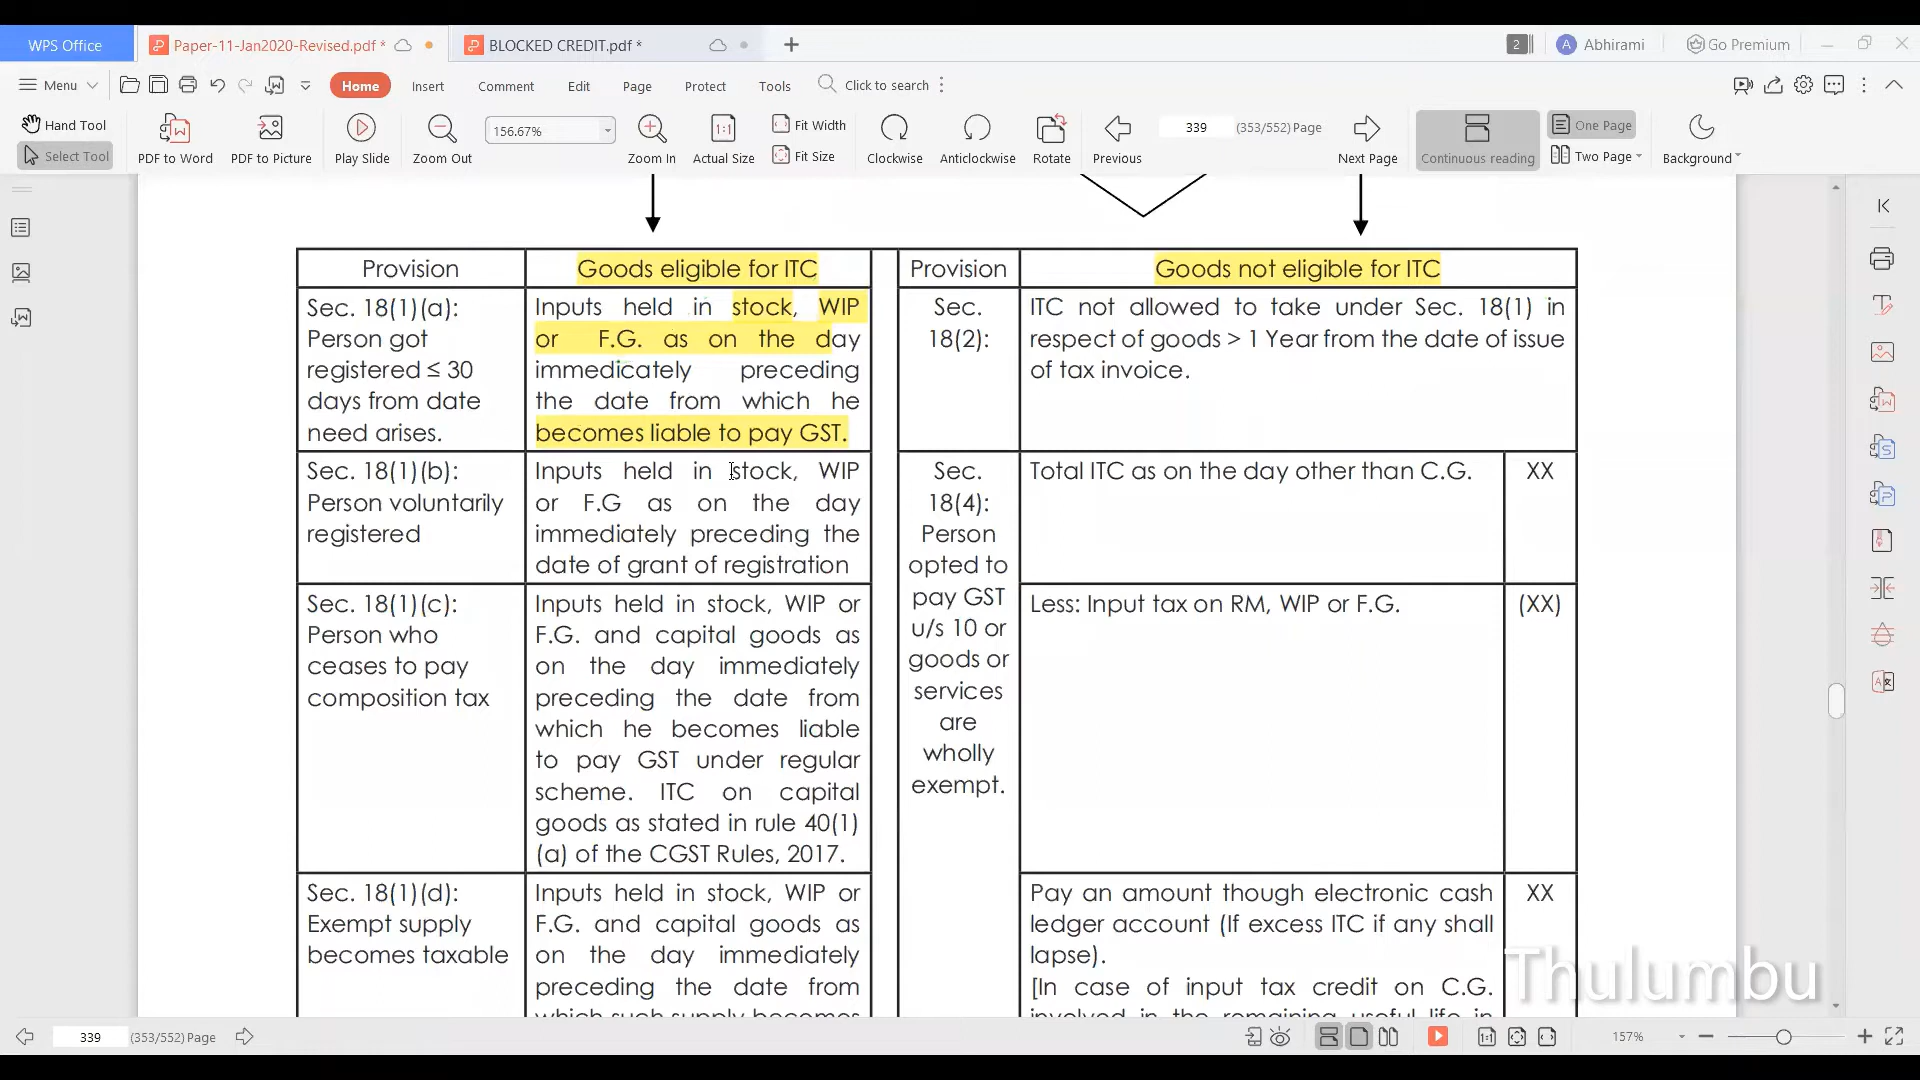 WPS Office
Paper-11-Jan2020-Revised.pdf *
BLOCKED CREDIT.pdf *
2
A Abhirami
Go Premium
Menu
Home
Insert
Comment
Edit
Page
Protect
Tools
Click to search
Hand Tool
Select Tool
PDF to Word
PDF to Picture
Play Slide
Zoom Out
156.67%
Zoom In
1:1
Actual Size
Fit Width
Fit Size
Clockwise
Anticlockwise
Rotate
Previous
339
(353/552) Page
Next Page
Continuous reading
One Page
Two Page
Background
Provision
Goods eligible for ITC
Provision
Goods not eligible for ITC
Sec. 18(1)(a):
Person got
registered ≤ 30
days from date
need arises.
Inputs held in stock, WIP
or F.G. as on the day
immedicately preceding
the date from which he
becomes liable to pay GST.
Sec.
18(2):
ITC not allowed to take under Sec. 18(1) in
respect of goods > 1 Year from the date of issue
of tax invoice.
Sec. 18(1)(b):
Person voluntarily
registered
Inputs held in stock, WIP
or F.G as on the day
immediately preceding the
date of grant of registration
Sec.
18(4):
Person
opted to
pay GST
u/s 10 or
goods or
services
are
wholly
exempt.
Total ITC as on the day other than C.G.
XX
Sec. 18(1)(c):
Person who
ceases to pay
composition tax
Inputs held in stock, WIP or
F.G. and capital goods as
on the day immediately
preceding the date from
which he becomes liable
to pay GST under regular
scheme. ITC on capital
goods as stated in rule 40(1)
(a) of the CGST Rules, 2017.
Less: Input tax on RM, WIP or F.G.
(XX)
Sec. 18(1)(d):
Exempt supply
becomes taxable
Inputs held in stock, WIP or
F.G. and capital goods as
on the day immediately
preceding the date from
which such supply becomes
Pay an amount though electronic cash
ledger account (If excess ITC if any shall
lapse).
[In case of input tax credit on C.G.
involved in the remaining useful life in
XX
Thulumbu
339
(353/552) Page
157%